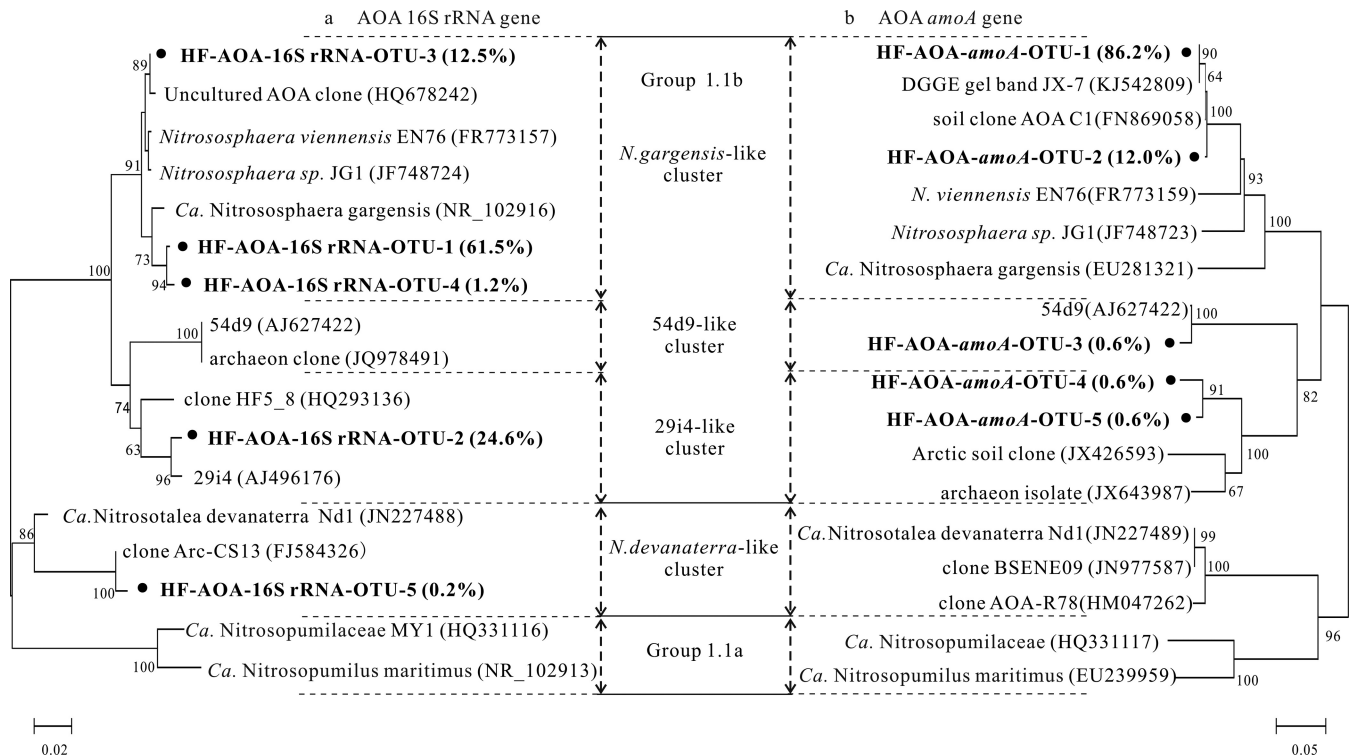 a AOA 16S rRNA gene
89
HF-AOA-16S rRNA-OTU-3 (12.5%)
Uncultured AOA clone (HQ678242)
Nitrososphaera viennensis EN76 (FR773157)
91
Nitrososphaera sp. JG1 (JF748724)
Ca. Nitrososphaera gargensis (NR_102916)
HF-AOA-16S rRNA-OTU-1 (61.5%)
73
100
94
HF-AOA-16S rRNA-OTU-4 (1.2%)
54d9 (AJ627422)
100
archaeon clone (JQ978491)
clone HF5_8 (HQ293136)
74
HF-AOA-16S rRNA-OTU-2 (24.6%)
63
96
29i4 (AJ496176)
Ca.Nitrosotalea devanaterra Nd1 (JN227488)
86
clone Arc-CS13 (FJ584326)
100
HF-AOA-16S rRNA-OTU-5 (0.2%)
Ca. Nitrosopumilaceae MY1 (HQ331116)
100
Ca. Nitrosopumilus maritimus (NR_102913)
0.02
Group 1.1b
N.gargensis-like
cluster
54d9-like
cluster
29i4-like
cluster
N.devanaterra-like
cluster
Group 1.1a
b AOA amoA gene
HF-AOA-amoA-OTU-1 (86.2%)
90
64
DGGE gel band JX-7 (KJ542809)
soil clone AOA C1(FN869058)
100
HF-AOA-amoA-OTU-2 (12.0%)
93
N. viennensis EN76(FR773159)
100
Nitrososphaera sp. JG1(JF748723)
Ca. Nitrososphaera gargensis (EU281321)
54d9(AJ627422)
100
HF-AOA-amoA-OTU-3 (0.6%)
HF-AOA-amoA-OTU-4 (0.6%)
91
82
HF-AOA-amoA-OTU-5 (0.6%)
Arctic soil clone (JX426593)
100
archaeon isolate (JX643987)
67
Ca.Nitrosotalea devanaterra Nd1(JN227489)
99
clone BSENE09 (JN977587)
100
clone AOA-R78(HM047262)
Ca. Nitrosopumilaceae (HQ331117)
96
Ca. Nitrosopumilus maritimus (EU239959)
100
0.05